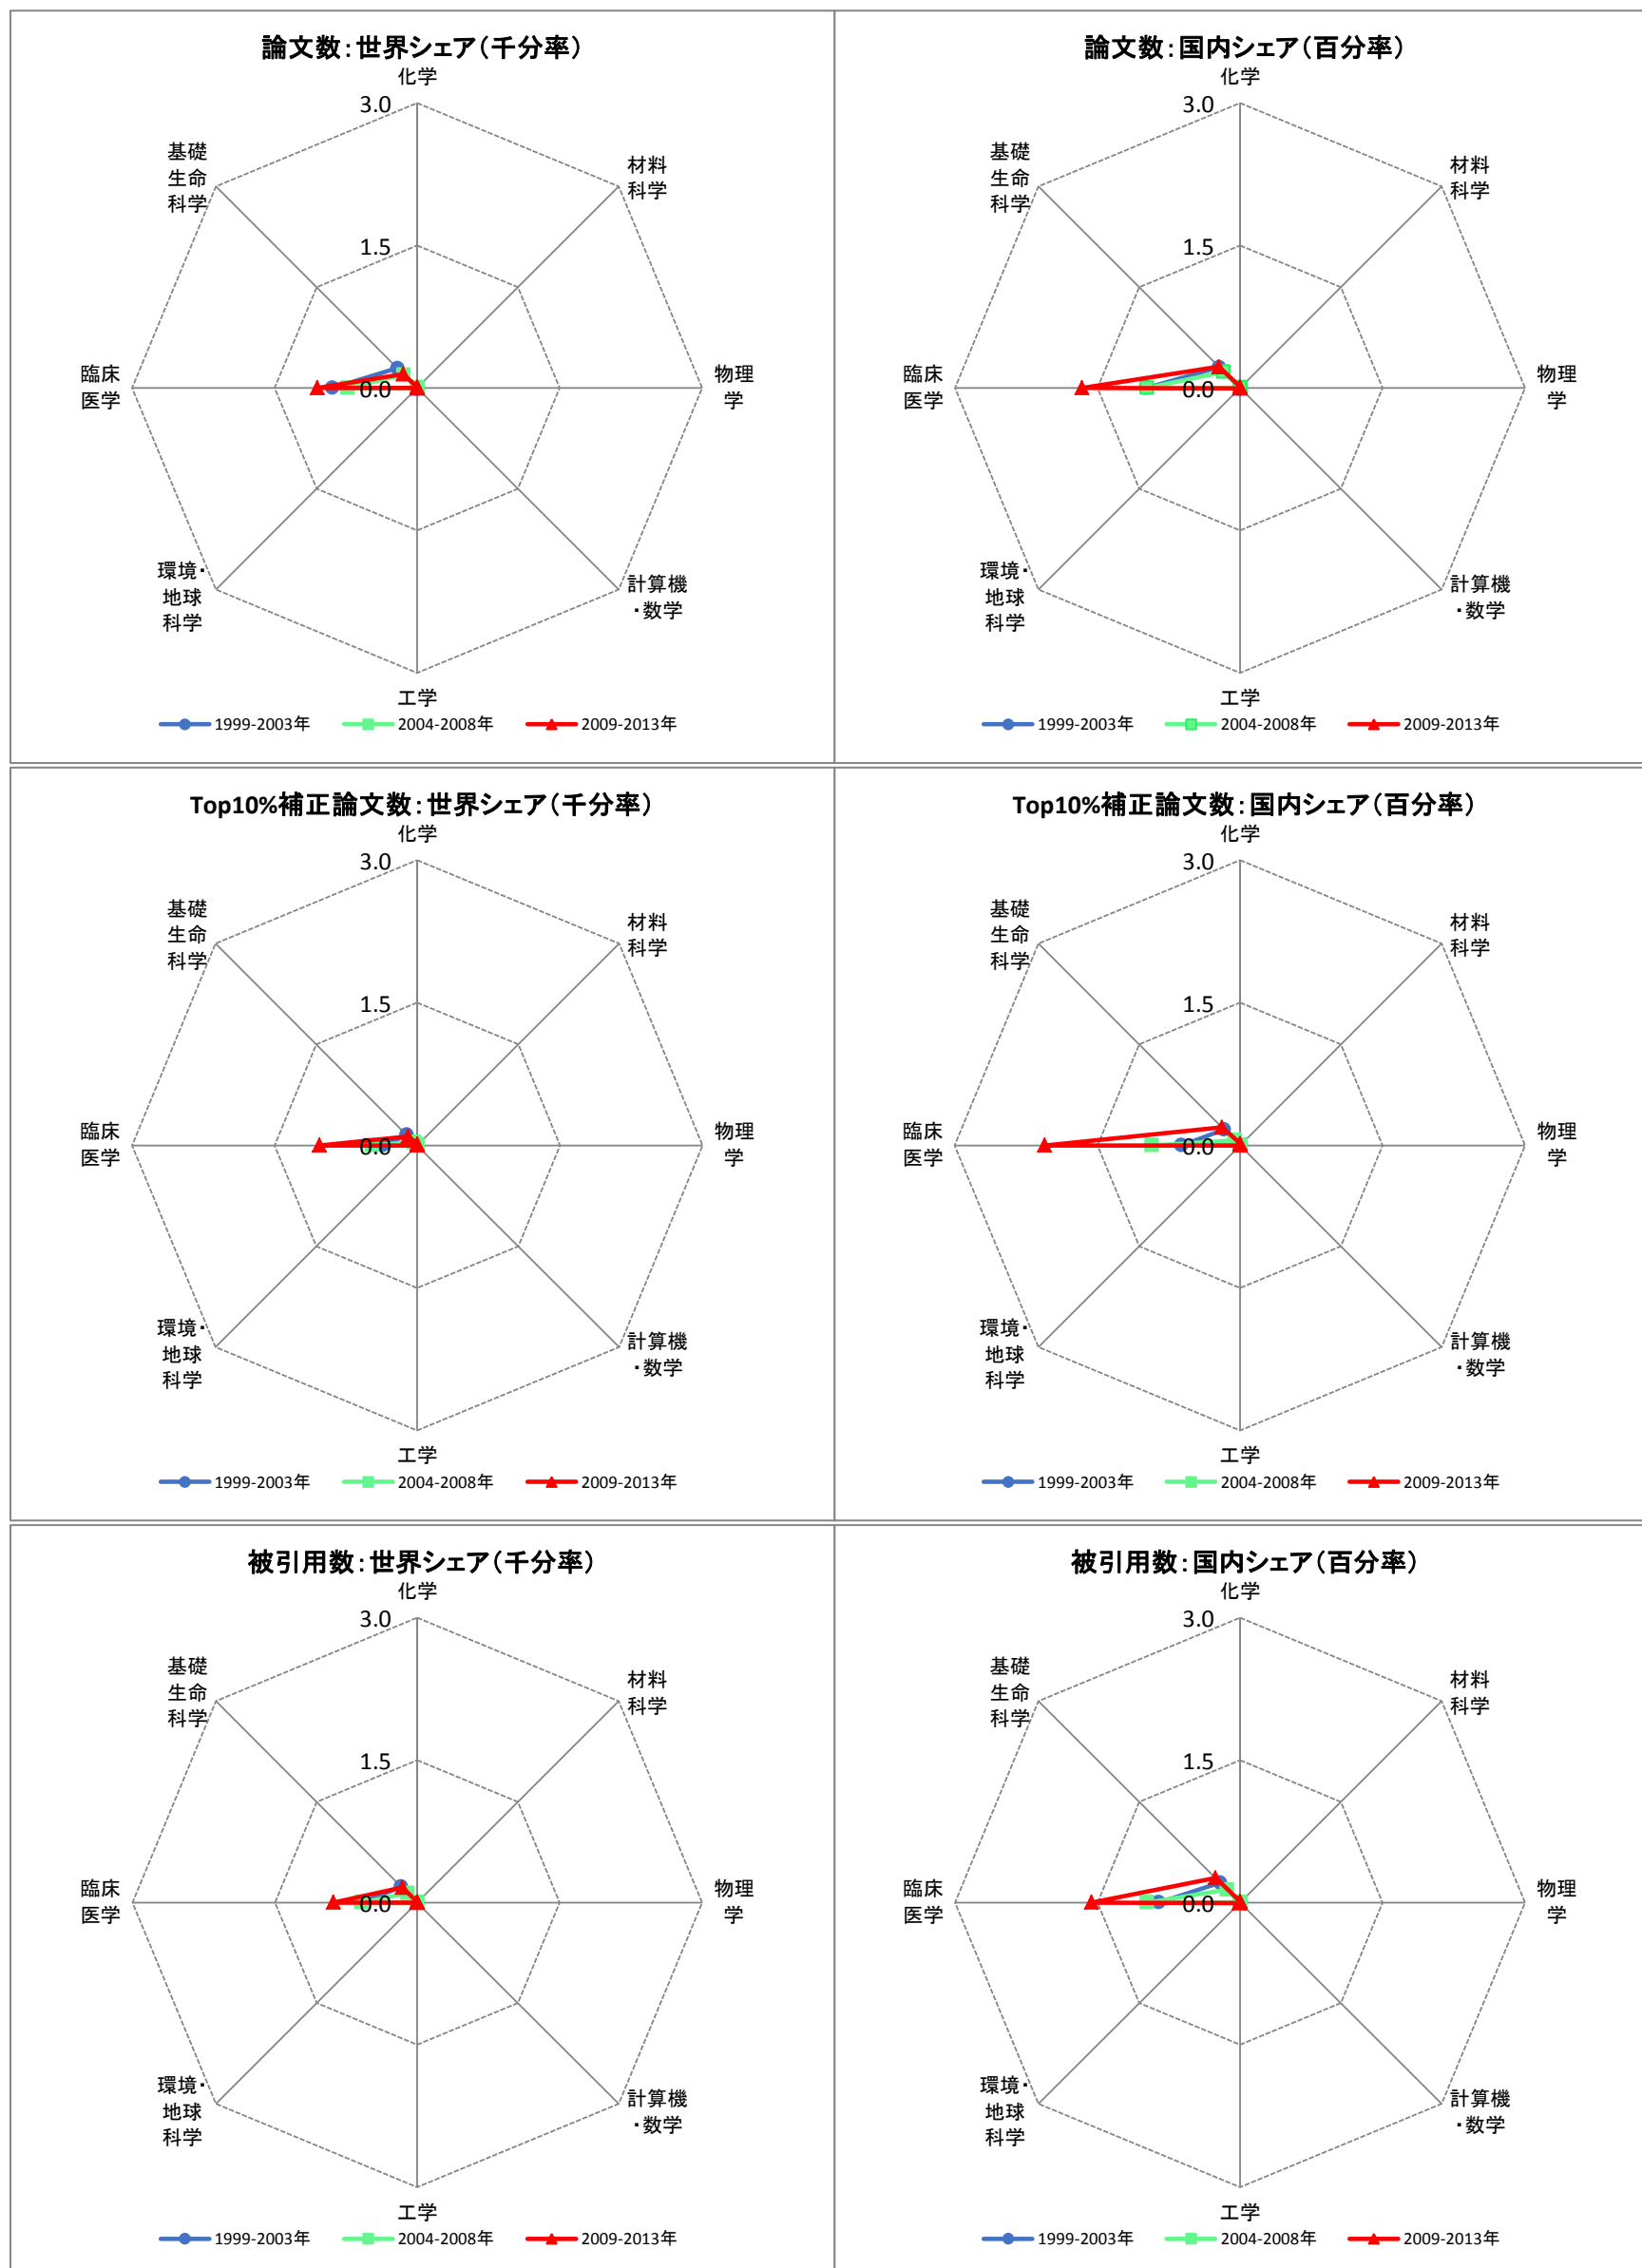 論文数：世界シェア（千分率）
化学
3.0
基礎
生命
科学
材料
科学
1.5
臨床
医学
0.0
物理
学
環境・
地球
科学
計算機
・数学
工学
1999-2003年 2004-2008年 2009-2013年
論文数：国内シェア（百分率）
化学
3.0
基礎
生命
科学
材料
科学
1.5
臨床
医学
0.0
物理
学
環境・
地球
科学
計算機
・数学
工学
1999-2003年 2004-2008年 2009-2013年
Top10%補正論文数：世界シェア（千分率）
化学
3.0
基礎
生命
科学
材料
科学
1.5
臨床
医学
0.0
物理
学
環境・
地球
科学
計算機
・数学
工学
1999-2003年 2004-2008年 2009-2013年
Top10%補正論文数：国内シェア（百分率）
化学
3.0
基礎
生命
科学
材料
科学
1.5
臨床
医学
0.0
物理
学
環境・
地球
科学
計算機
・数学
工学
1999-2003年 2004-2008年 2009-2013年
被引用数：世界シェア（千分率）
化学
3.0
基礎
生命
科学
材料
科学
1.5
臨床
医学
0.0
物理
学
環境・
地球
科学
計算機
・数学
工学
1999-2003年 2004-2008年 2009-2013年
被引用数：国内シェア（百分率）
化学
3.0
基礎
生命
科学
材料
科学
1.5
臨床
医学
0.0
物理
学
環境・
地球
科学
計算機
・数学
工学
1999-2003年 2004-2008年 2009-2013年